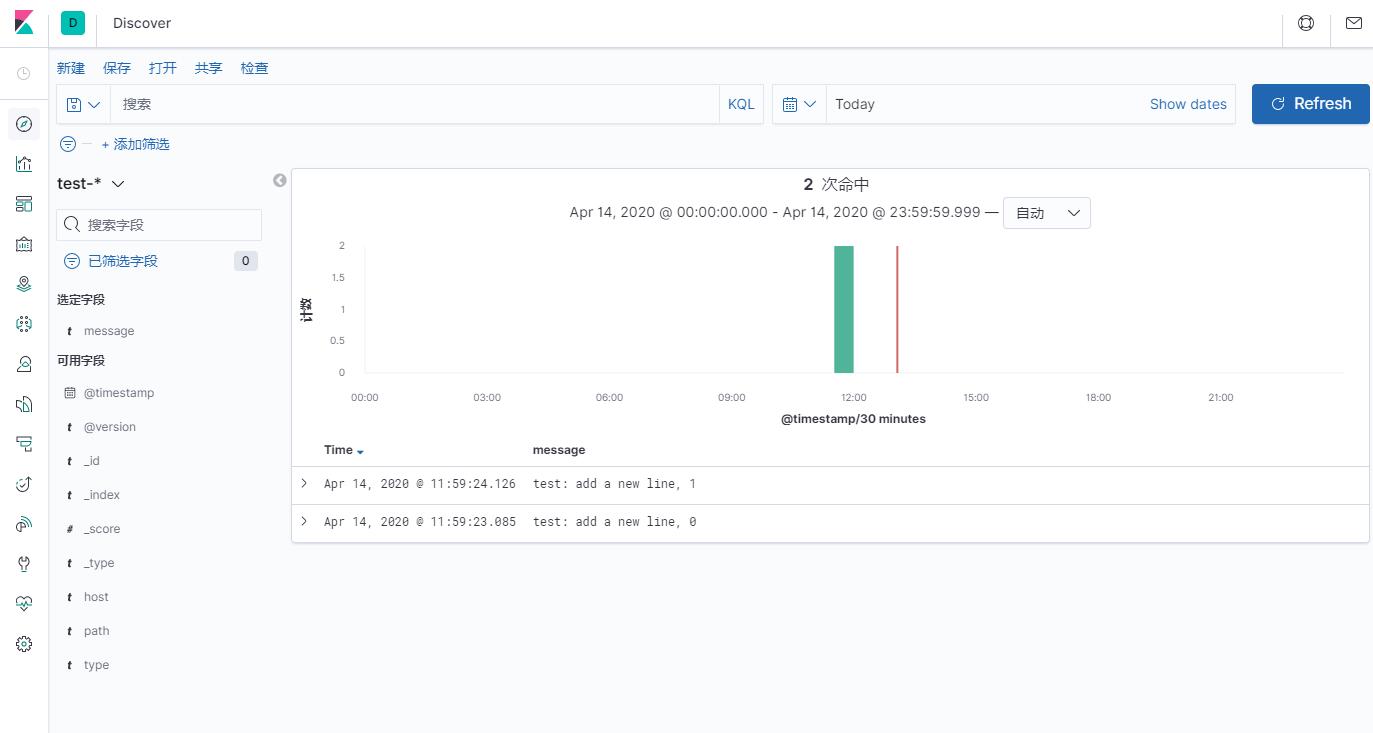 D Discover
新建 保存 打开 共享 检查
搜索 KQL Today Show dates Refresh
+ 添加筛选
test-*
搜索字段
已筛选字段 0
选定字段
t message
可用字段
@timestamp
t @version
t _id
t _index
# _score
t _type
t host
t path
t type
2 次命中
Apr 14, 2020 @ 00:00:00.000 - Apr 14, 2020 @ 23:59:59.999 — 自动
计数
2
1.5
1
0.5
0
00:00 03:00 06:00 09:00 12:00 15:00 18:00 21:00
@timestamp/30 minutes
Time message
Apr 14, 2020 @ 11:59:24.126 test: add a new line, 1
Apr 14, 2020 @ 11:59:23.085 test: add a new line, 0